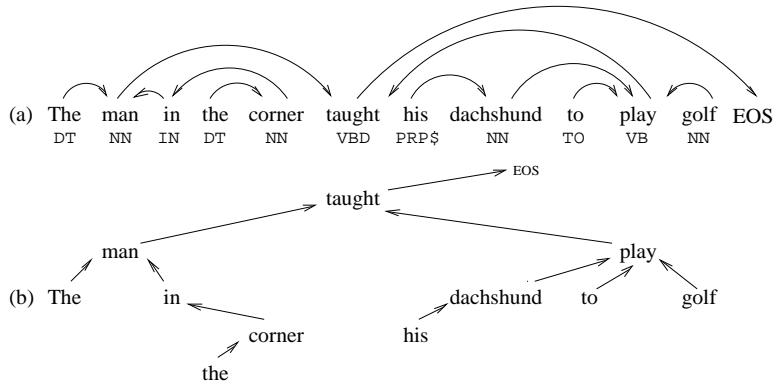 (a) The man in the corner taught his dachshund to play golf EOS
DT NN IN DT NN VBD PRP$ NN TO VB NN
EOS
taught
man play
(b) The in dachshund to golf
corner his
the